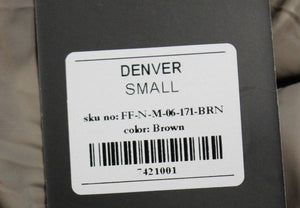 DENVER
SMALL
sku no: FF-N-M-06-171-BRN
color: Brown
7421001